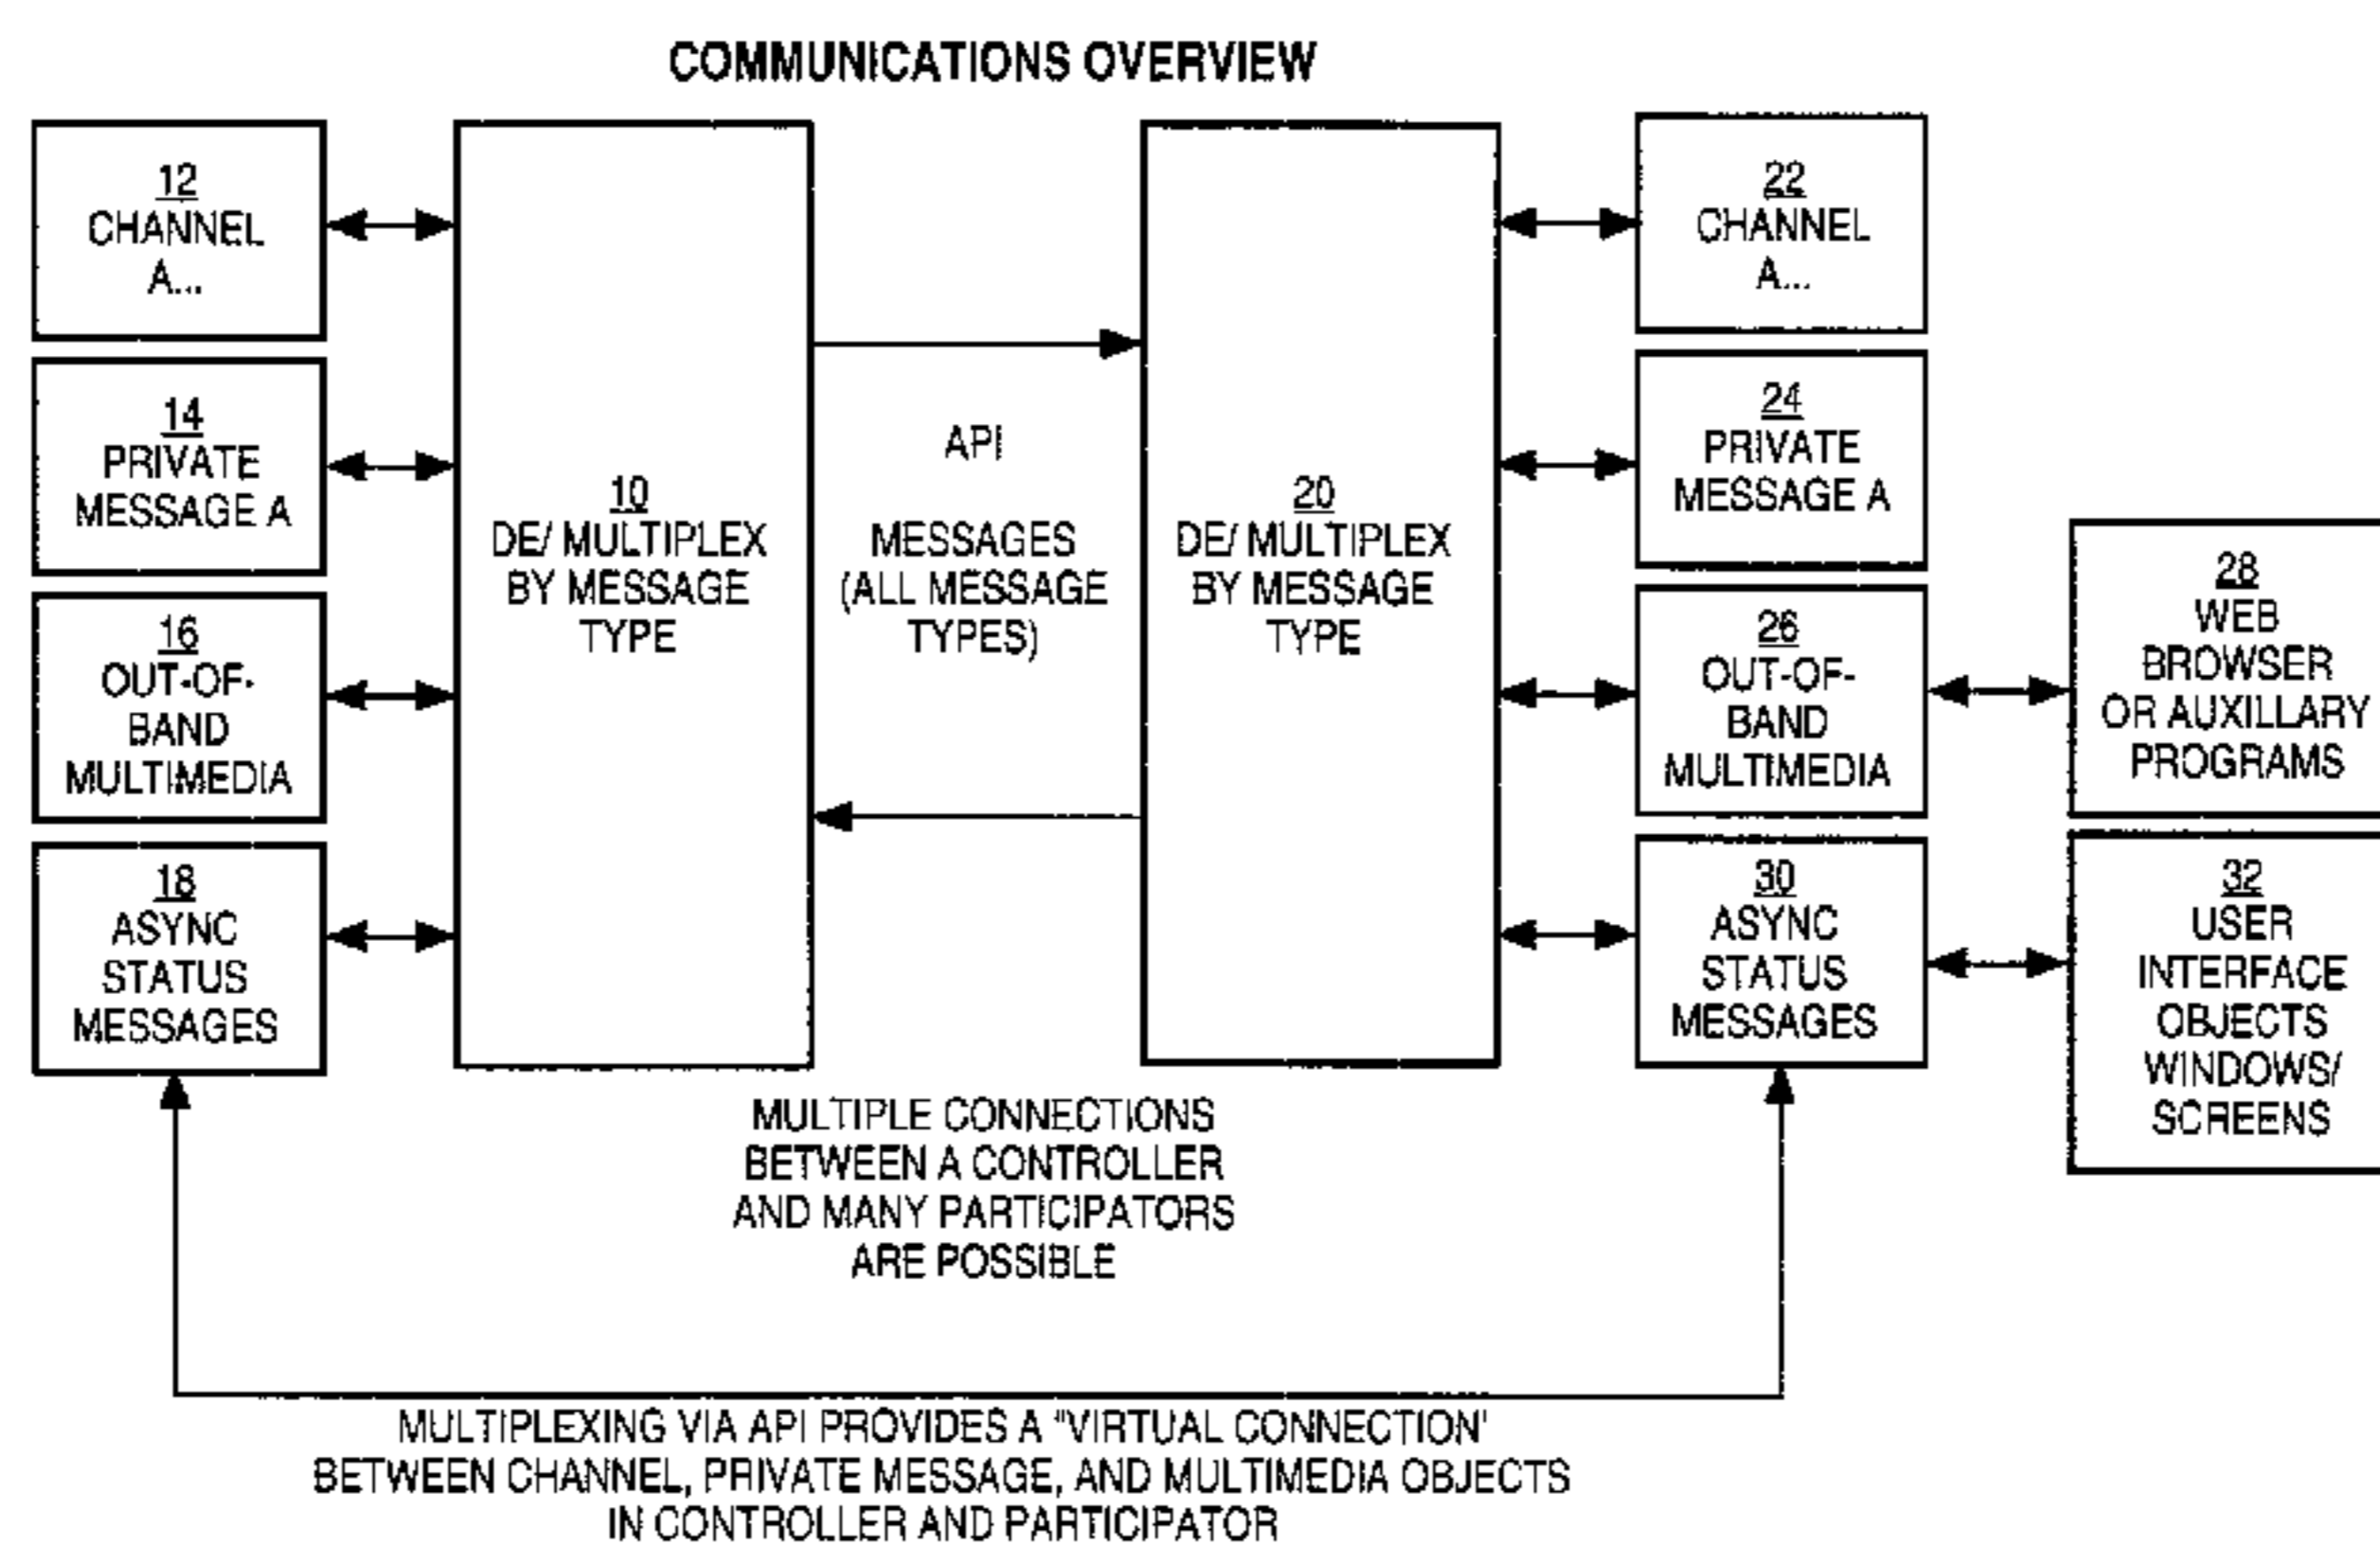 COMMUNICATIONS OVERVIEW
12
CHANNEL
A...
14
PRIVATE
MESSAGE A
16
OUT-OF-
BAND
MULTIMEDIA
18
ASYNC
STATUS
MESSAGES
10
DE/ MULTIPLEX
BY MESSAGE
TYPE
API
MESSAGES
(ALL MESSAGE
TYPES)
20
DE/ MULTIPLEX
BY MESSAGE
TYPE
22
CHANNEL
A...
24
PRIVATE
MESSAGE A
26
OUT-OF-
BAND
MULTIMEDIA
30
ASYNC
STATUS
MESSAGES
28
WEB
BROWSER
OR AUXILLARY
PROGRAMS
32
USER
INTERFACE
OBJECTS
WINDOWS/
SCREENS
MULTIPLE CONNECTIONS
BETWEEN A CONTROLLER
AND MANY PARTICIPATORS
ARE POSSIBLE
MULTIPLEXING VIA API PROVIDES A "VIRTUAL CONNECTION'
BETWEEN CHANNEL, PRIVATE MESSAGE, AND MULTIMEDIA OBJECTS
IN CONTROLLER AND PARTICIPATOR